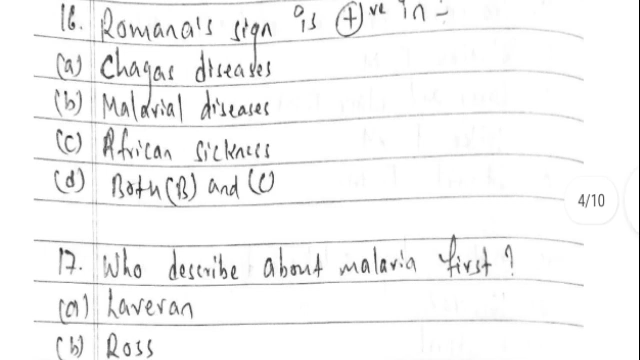 16. Romana's sign is ⊕ve in :-
(a) Chagas diseases
(b) Malarial diseases
(c) African sickness
(d) Both (B) and (C)
4/10
17. Who describe about malaria first ?
(a) Laveran
(b) Ross